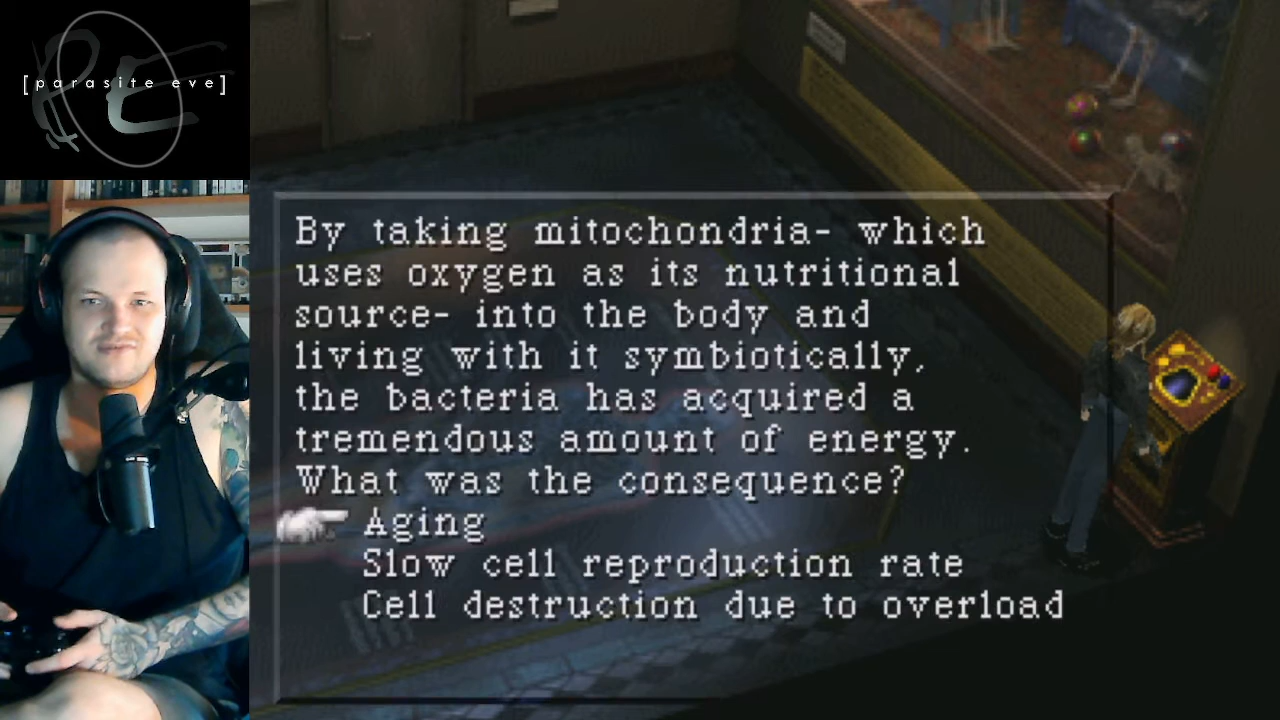 [parasite eve]
By taking mitochondria- which
uses oxygen as its nutritional
source- into the body and
living with it symbiotically,
the bacteria has acquired a
tremendous amount of energy.
What was the consequence?
Aging
Slow cell reproduction rate
Cell destruction due to overload